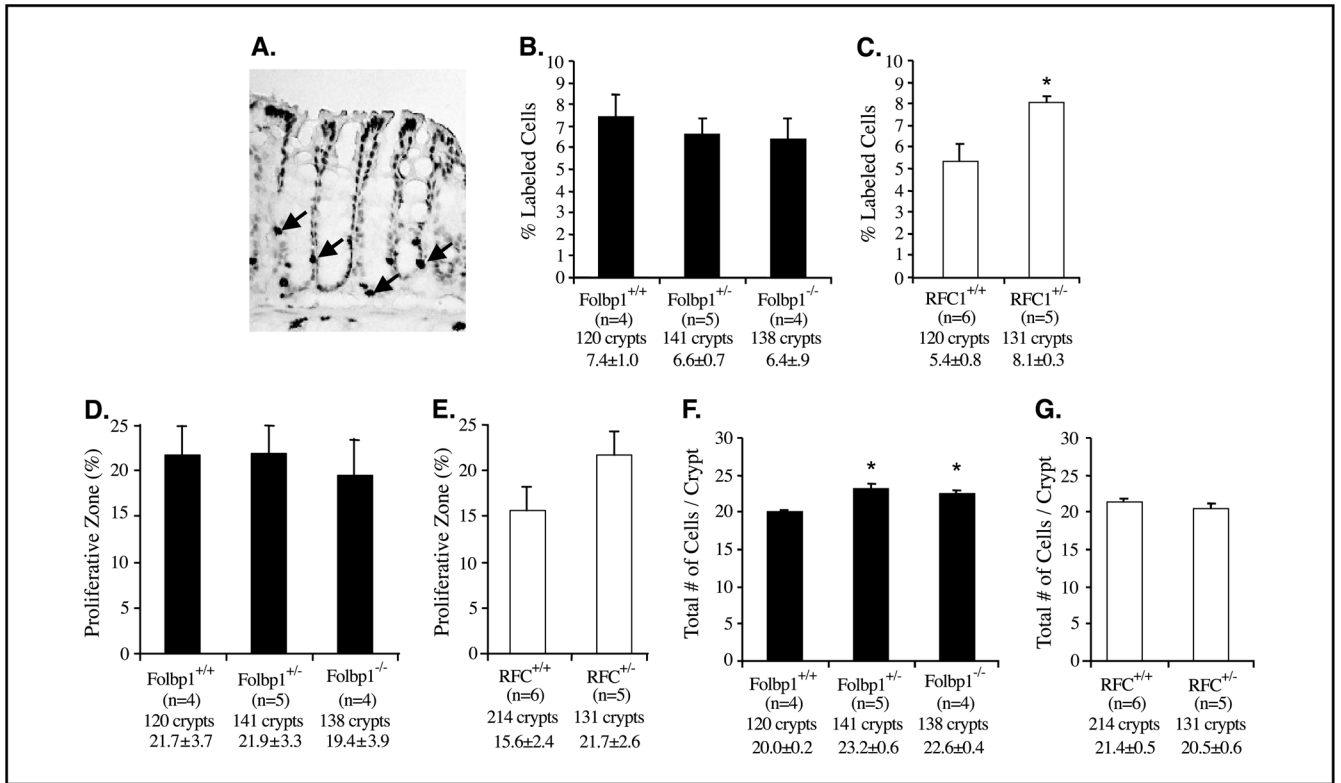 A.
B.
% Labeled Cells
10
9
8
7
6
5
4
3
2
1
0
Folbp1+/+ Folbp1+/- Folbp1-/-
(n=4) (n=5) (n=4)
120 crypts 141 crypts 138 crypts
7.4±1.0 6.6±0.7 6.4±.9
C.
% Labeled Cells
10
9
8
7
6
5
4
3
2
1
0
*
RFC1+/+ RFC1+/-
(n=6) (n=5)
120 crypts 131 crypts
5.4±0.8 8.1±0.3
D.
Proliferative Zone (%)
25
20
15
10
5
0
Folbp1+/+ Folbp1+/- Folbp1-/-
(n=4) (n=5) (n=4)
120 crypts 141 crypts 138 crypts
21.7±3.7 21.9±3.3 19.4±3.9
E.
Proliferative Zone (%)
25
20
15
10
5
0
RFC+/+ RFC+/-
(n=6) (n=5)
214 crypts 131 crypts
15.6±2.4 21.7±2.6
F.
Total # of Cells / Crypt
30
25
20
15
10
5
0
* *
Folbp1+/+ Folbp1+/- Folbp1-/-
(n=4) (n=5) (n=4)
120 crypts 141 crypts 138 crypts
20.0±0.2 23.2±0.6 22.6±0.4
G.
Total # of Cells / Crypt
30
25
20
15
10
5
0
RFC+/+ RFC+/-
(n=6) (n=5)
214 crypts 131 crypts
21.4±0.5 20.5±0.6